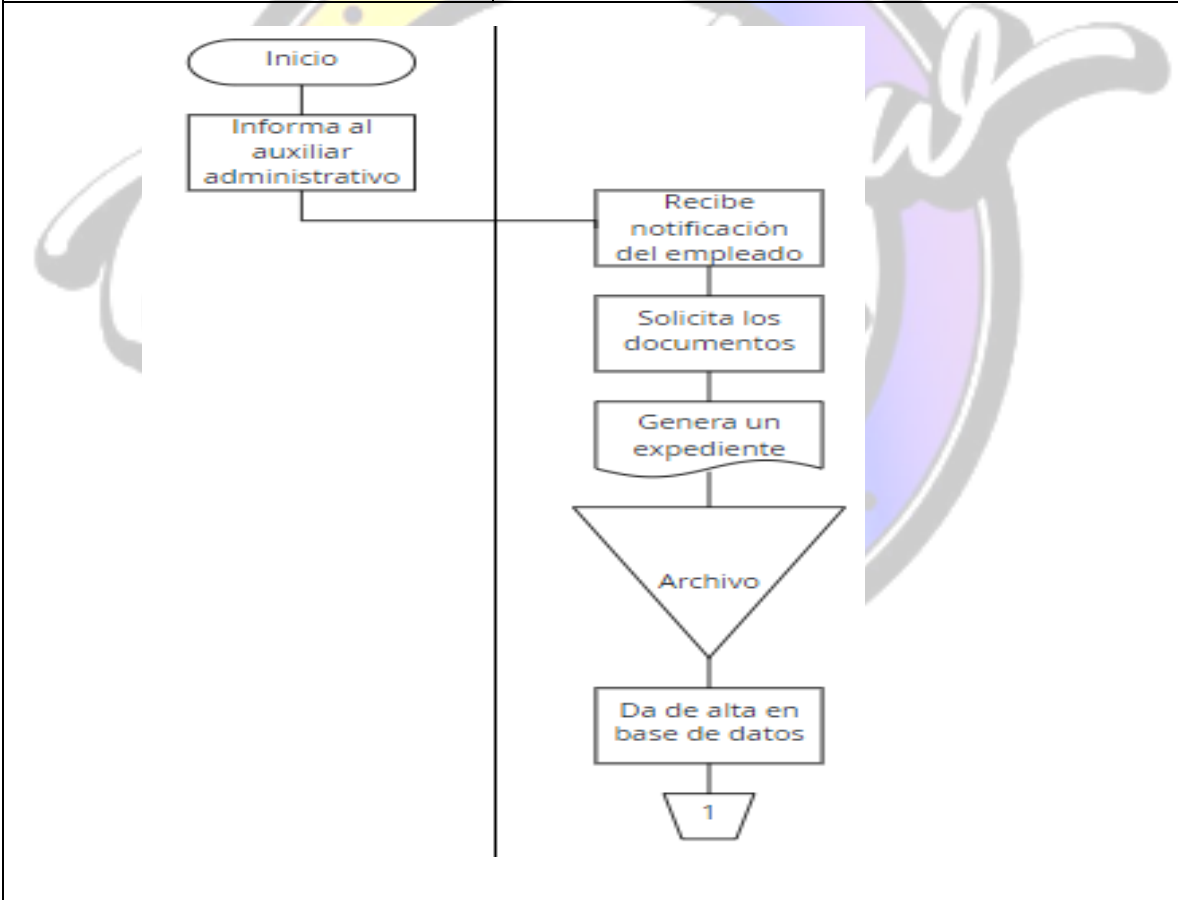 Inicio
Informa al
auxiliar
administrativo
Recibe
notificación
del empleado
Solicita los
documentos
Genera un
expediente
Archivo
Da de alta en
base de datos
1